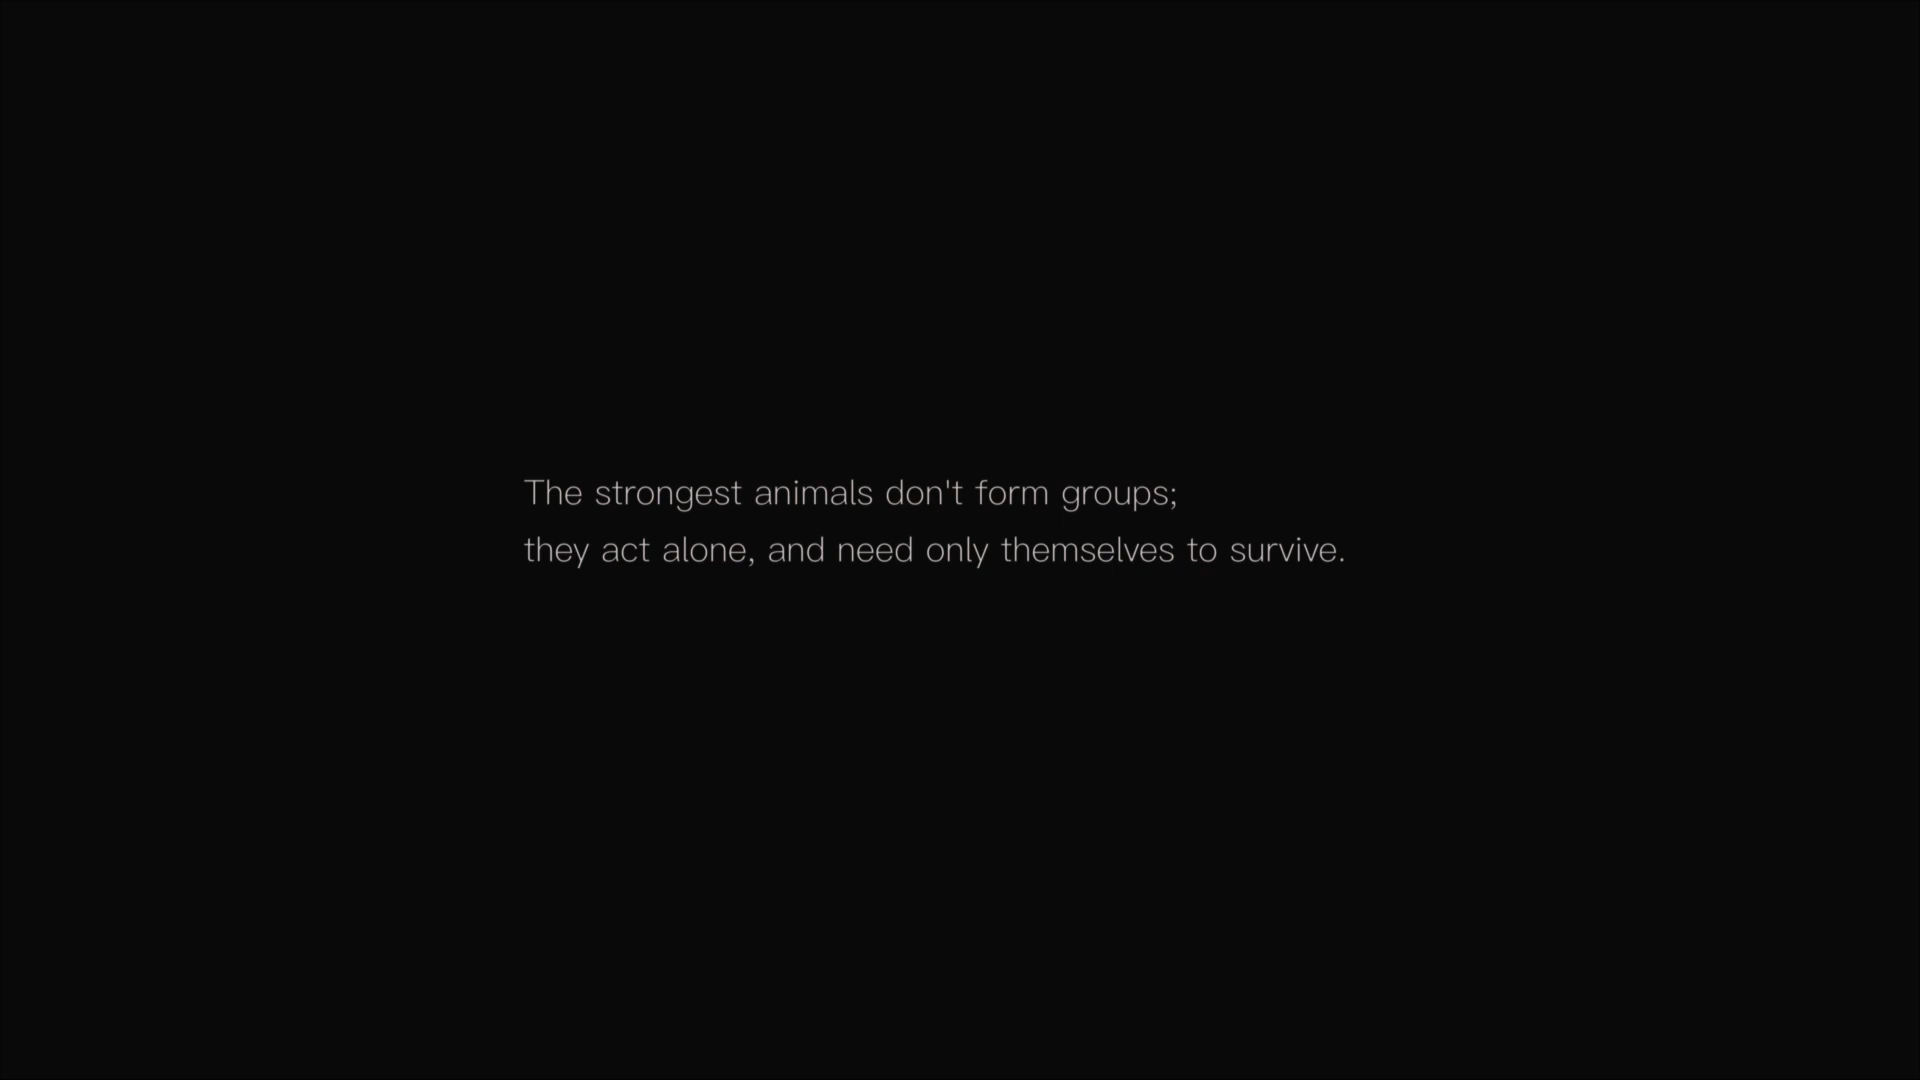 The strongest animals don't form groups;
they act alone, and need only themselves to survive.